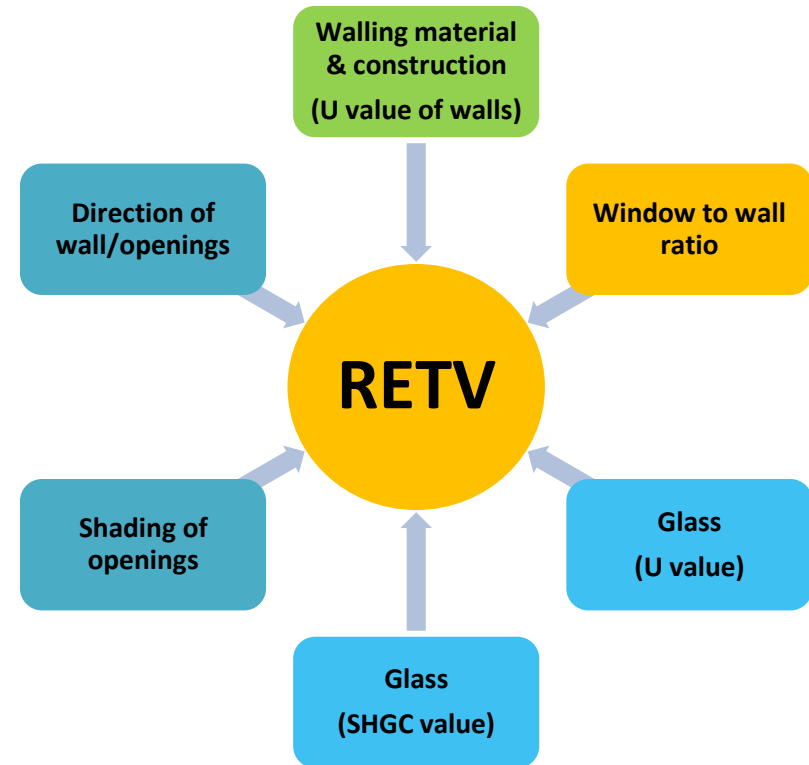 Walling material
& construction
(U value of walls)
Direction of
wall/openings
Window to wall
ratio
RETV
Shading of
openings
Glass
(U value)
Glass
(SHGC value)